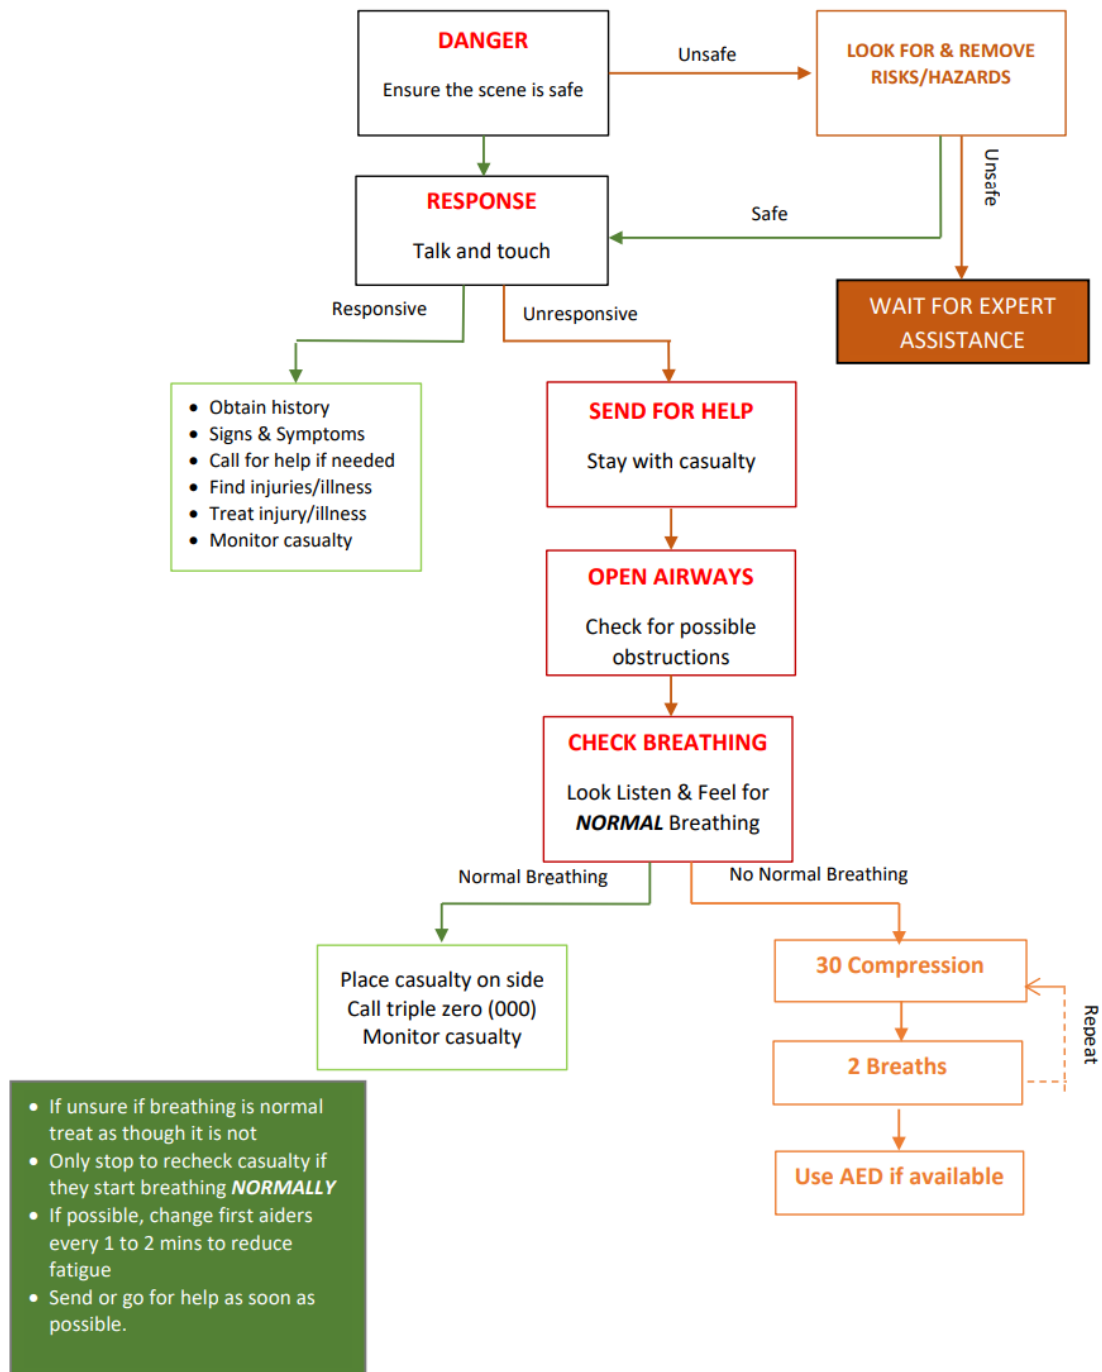 DANGER
Ensure the scene is safe
Unsafe
LOOK FOR & REMOVE
RISKS/HAZARDS
Unsafe
RESPONSE
Talk and touch
Safe
WAIT FOR EXPERT
ASSISTANCE
Responsive
Unresponsive
• Obtain history
• Signs & Symptoms
• Call for help if needed
• Find injuries/illness
• Treat injury/illness
• Monitor casualty
SEND FOR HELP
Stay with casualty
OPEN AIRWAYS
Check for possible
obstructions
CHECK BREATHING
Look Listen & Feel for
NORMAL Breathing
Normal Breathing
No Normal Breathing
Place casualty on side
Call triple zero (000)
Monitor casualty
30 Compression
Repeat
2 Breaths
Use AED if available
• If unsure if breathing is normal
treat as though it is not
• Only stop to recheck casualty if
they start breathing NORMALLY
• If possible, change first aiders
every 1 to 2 mins to reduce
fatigue
• Send or go for help as soon as
possible.